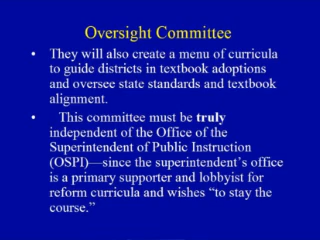 Oversight Committee
• They will also create a menu of curricula
to guide districts in textbook adoptions
and oversee state standards and textbook
alignment.
• This committee must be truly
independent of the Office of the
Superintendent of Public Instruction
(OSPI)—since the superintendent's office
is a primary supporter and lobbyist for
reform curricula and wishes “to stay the
course.”